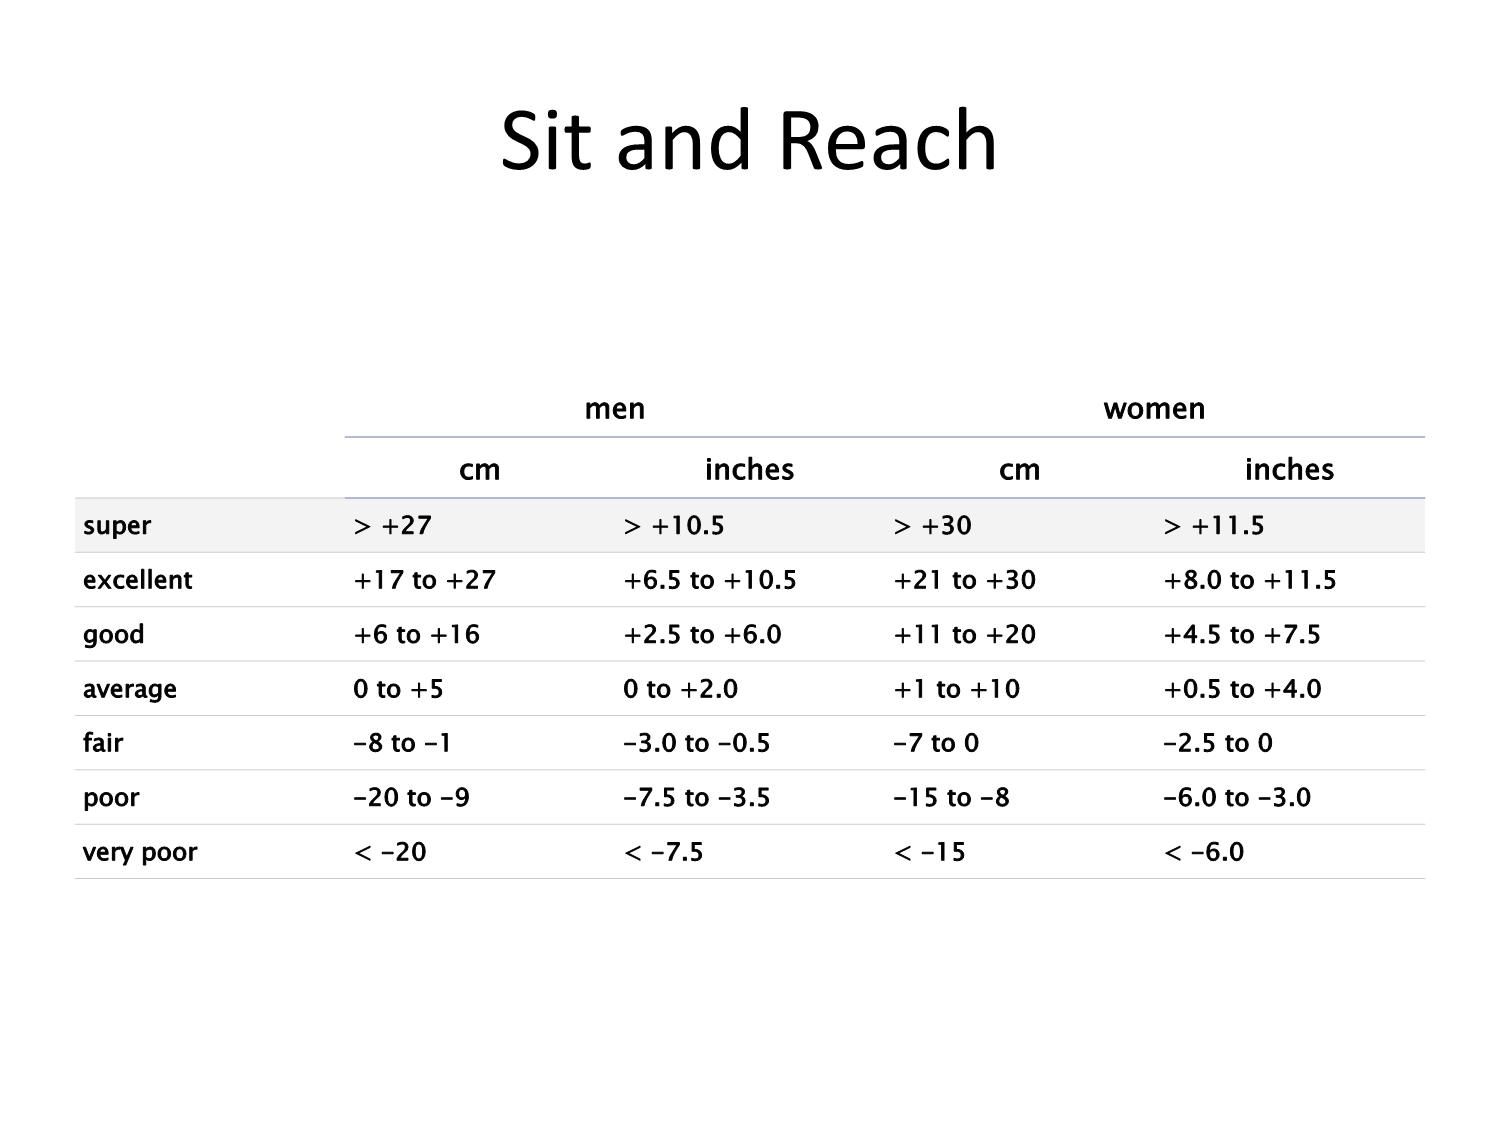 Sit and Reach
men women
cm inches cm inches
super > +27 > +10.5 > +30 > +11.5
excellent +17 to +27 +6.5 to +10.5 +21 to +30 +8.0 to +11.5
good +6 to +16 +2.5 to +6.0 +11 to +20 +4.5 to +7.5
average 0 to +5 0 to +2.0 +1 to +10 +0.5 to +4.0
fair −8 to −1 −3.0 to −0.5 −7 to 0 −2.5 to 0
poor −20 to −9 −7.5 to −3.5 −15 to −8 −6.0 to −3.0
very poor < −20 < −7.5 < −15 < −6.0